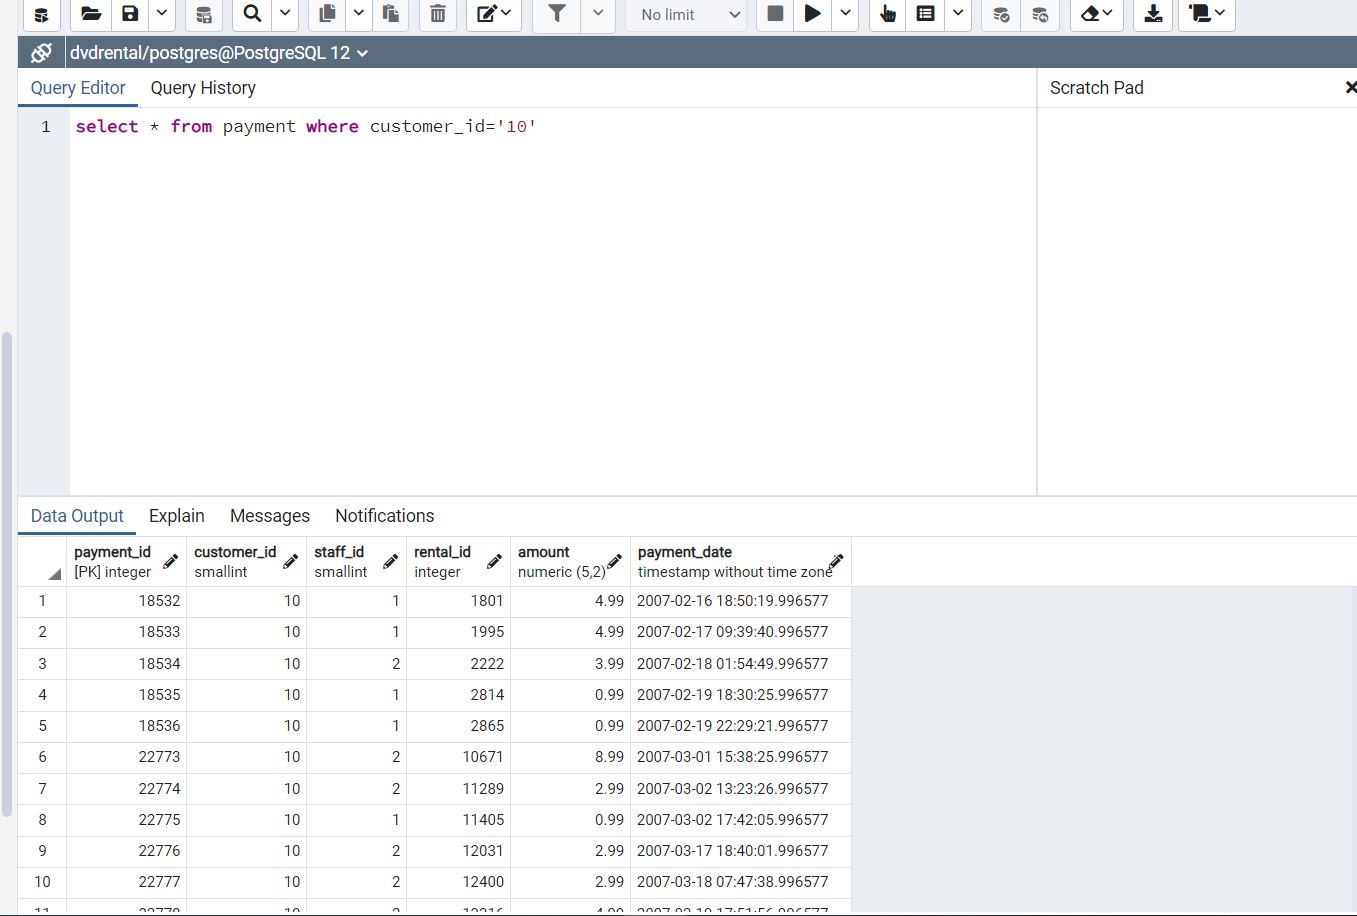 No limit
dvdrental/postgres@PostgreSQL 12
Query Editor Query History Scratch Pad
1 select * from payment where customer_id='10'
Data Output Explain Messages Notifications
payment_id customer_id staff_id rental_id amount payment_date
[PK] integer smallint smallint integer numeric (5,2) timestamp without time zone
1 18532 10 1 1801 4.99 2007-02-16 18:50:19.996577
2 18533 10 1 1995 4.99 2007-02-17 09:39:40.996577
3 18534 10 2 2222 3.99 2007-02-18 01:54:49.996577
4 18535 10 1 2814 0.99 2007-02-19 18:30:25.996577
5 18536 10 1 2865 0.99 2007-02-19 22:29:21.996577
6 22773 10 2 10671 8.99 2007-03-01 15:38:25.996577
7 22774 10 2 11289 2.99 2007-03-02 13:23:26.996577
8 22775 10 1 11405 0.99 2007-03-02 17:42:05.996577
9 22776 10 2 12031 2.99 2007-03-17 18:40:01.996577
10 22777 10 2 12400 2.99 2007-03-18 07:47:38.996577